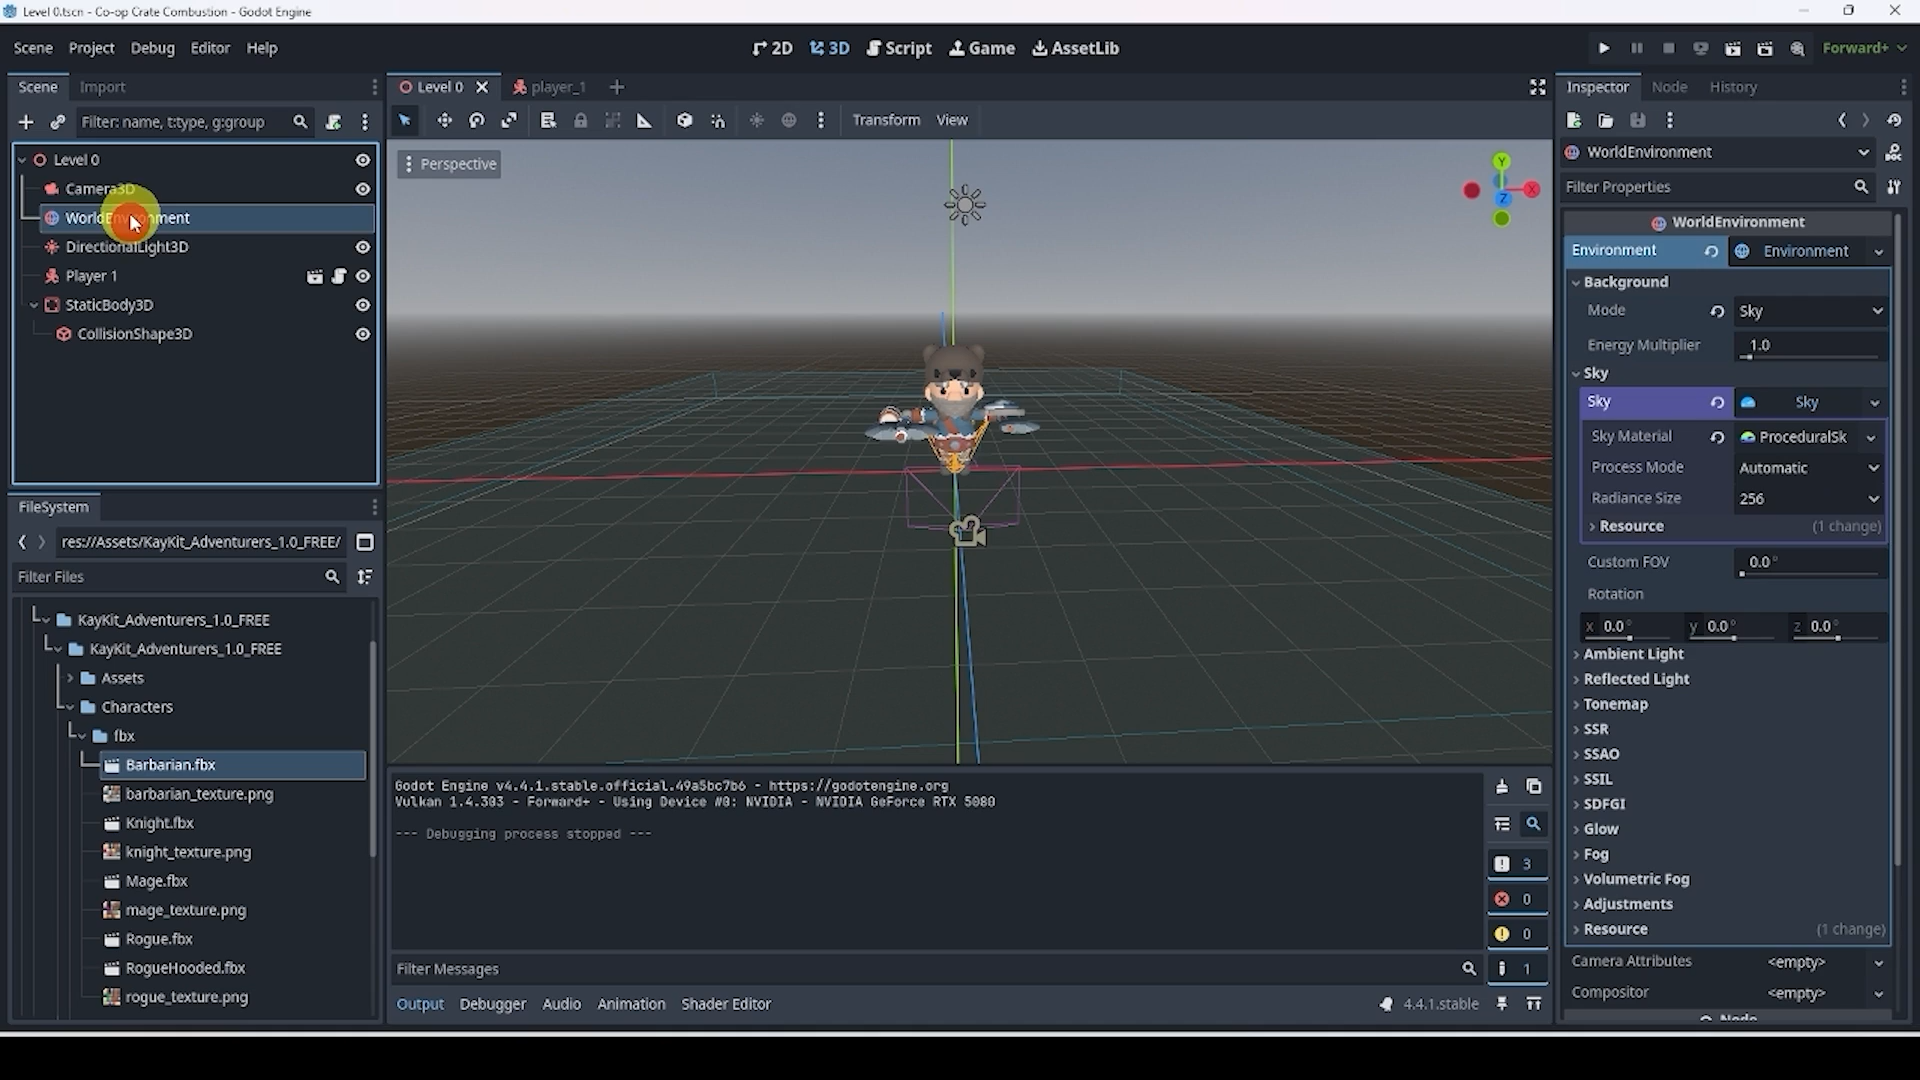 Level 0.tscn - Co-op Crate Combustion - Godot Engine
Scene Project Debug Editor Help
2D 3D Script Game AssetLib
Forward+
Scene Import
Filter: name, t:type, g:group
Level 0
Camera3D
WorldEnvironment
DirectionalLight3D
Player 1
StaticBody3D
CollisionShape3D
FileSystem
res://Assets/KayKit_Adventurers_1.0_FREE/
Filter Files
KayKit_Adventurers_1.0_FREE
KayKit_Adventurers_1.0_FREE
Assets
Characters
fbx
Barbarian.fbx
barbarian_texture.png
Knight.fbx
knight_texture.png
Mage.fbx
mage_texture.png
Rogue.fbx
RogueHooded.fbx
rogue_texture.png
Level 0 player_1
Transform View
Perspective
Y
X
Z
Godot Engine v4.4.1.stable.official.49a5bc7b6 - https://godotengine.org
Vulkan 1.4.303 - Forward+ - Using Device #0: NVIDIA - NVIDIA GeForce RTX 5080
--- Debugging process stopped ---
3
0
0
1
Filter Messages
Output Debugger Audio Animation Shader Editor
4.4.1.stable
Inspector Node History
WorldEnvironment
Filter Properties
WorldEnvironment
Environment Environment
Background
Mode Sky
Energy Multiplier 1.0
Sky
Sky Sky
Sky Material ProceduralSk
Process Mode Automatic
Radiance Size 256
Resource (1 change)
Custom FOV 0.0°
Rotation
x 0.0° y 0.0° z 0.0°
Ambient Light
Reflected Light
Tonemap
SSR
SSAO
SSIL
SDFGI
Glow
Fog
Volumetric Fog
Adjustments
Resource (1 change)
Camera Attributes <empty>
Compositor <empty>
Node